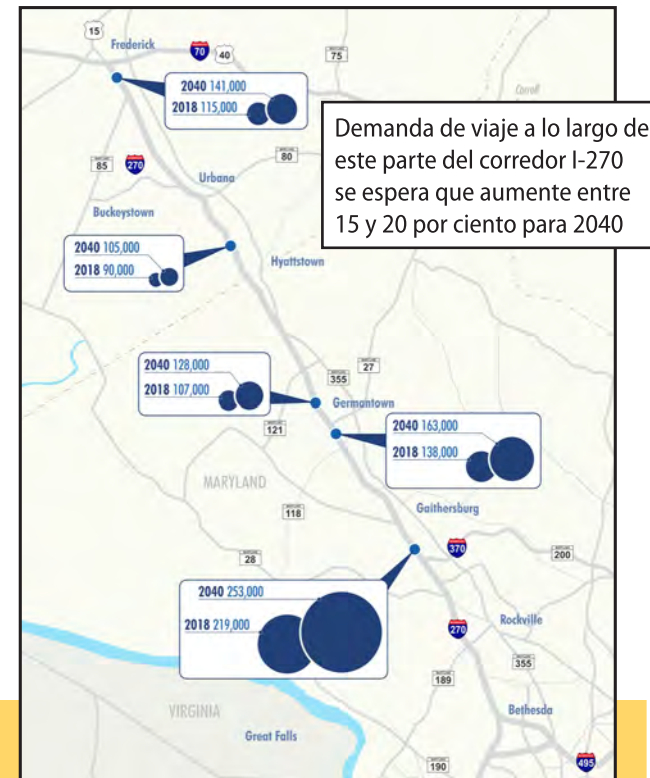 15
Frederick
70
40
75
Carroll
2040 141,000
2018 115,000
Demanda de viaje a lo largo de
este parte del corredor I-270
se espera que aumente entre
15 y 20 por ciento para 2040
85
270
80
Urbana
Buckeystown
2040 105,000
2018 90,000
Hyattstown
2040 128,000
2018 107,000
27
355
Germantown
121
2040 163,000
2018 138,000
MARYLAND
118
Gaithersburg
28
370
200
2040 253,000
2018 219,000
270
Rockville
355
189
VIRGINIA
Bethesda
Great Falls
190
495